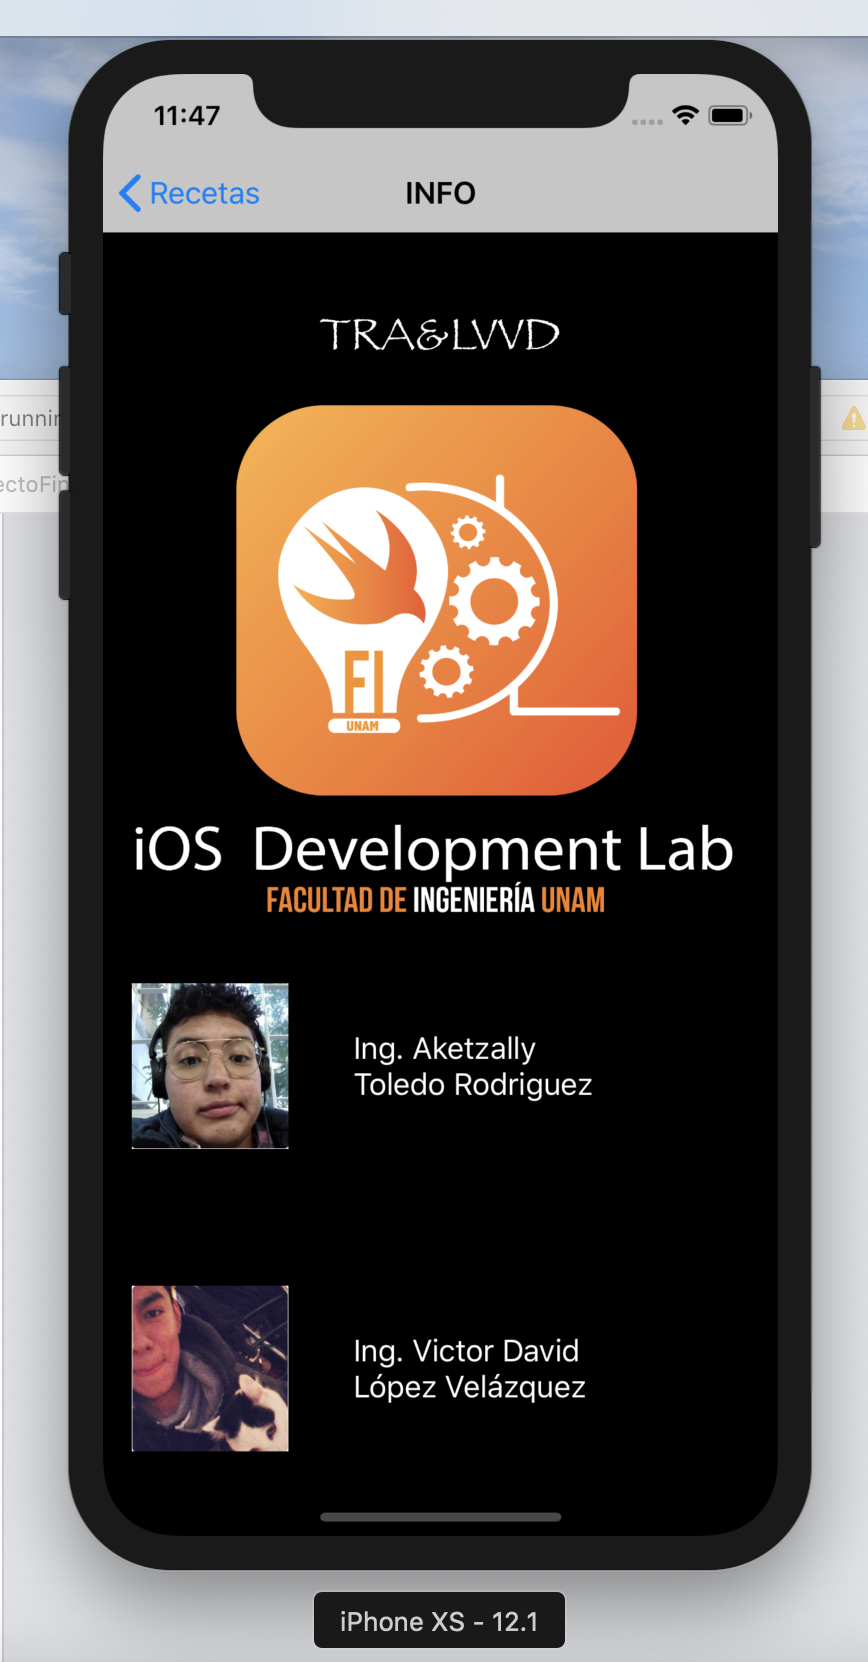 11:47
Recetas
INFO
TRA&LVVD
runnin
ectoFin
FI
UNAM
iOS Development Lab
FACULTAD DE INGENIERÍA UNAM
Ing. Aketzally
Toledo Rodriguez
Ing. Victor David
López Velázquez
iPhone XS - 12.1